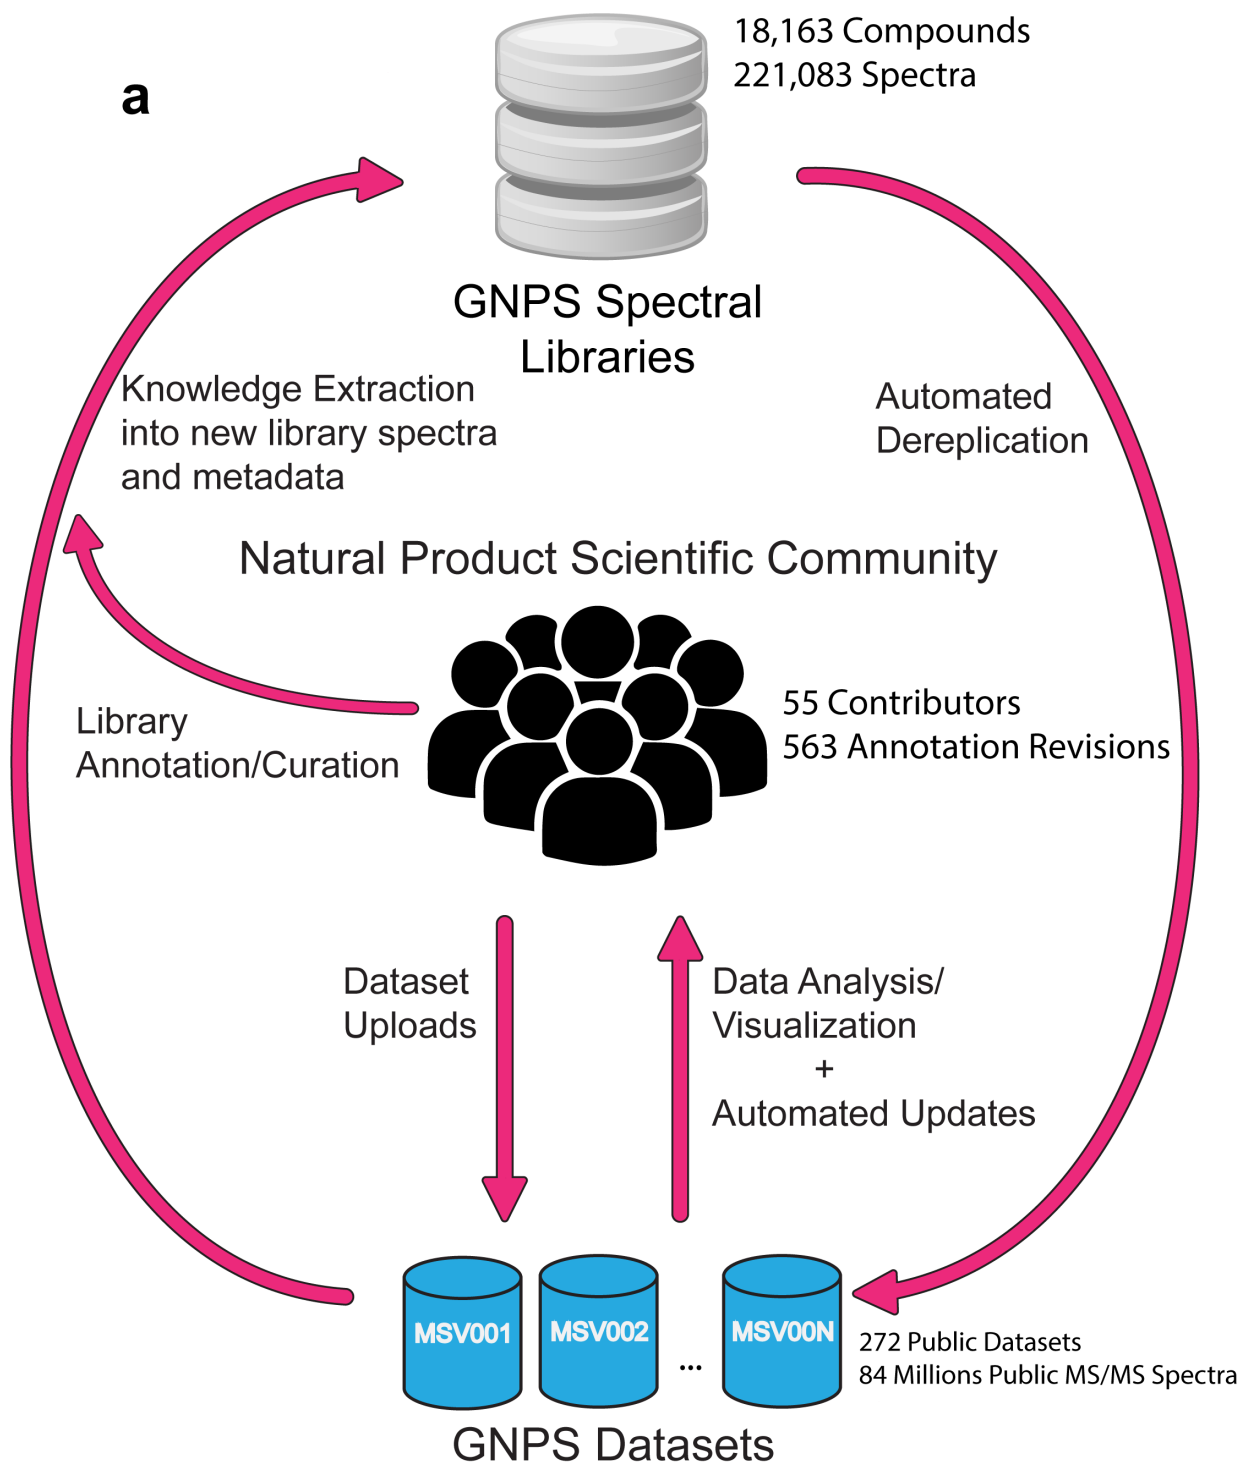 a
18,163 Compounds
221,083 Spectra
GNPS Spectral
Libraries
Knowledge Extraction
into new library spectra
and metadata
Automated
Dereplication
Natural Product Scientific Community
55 Contributors
563 Annotation Revisions
Library
Annotation/Curation
Dataset
Uploads
Data Analysis/
Visualization
+
Automated Updates
MSV001
MSV002
...
MSV00N
272 Public Datasets
84 Millions Public MS/MS Spectra
GNPS Datasets